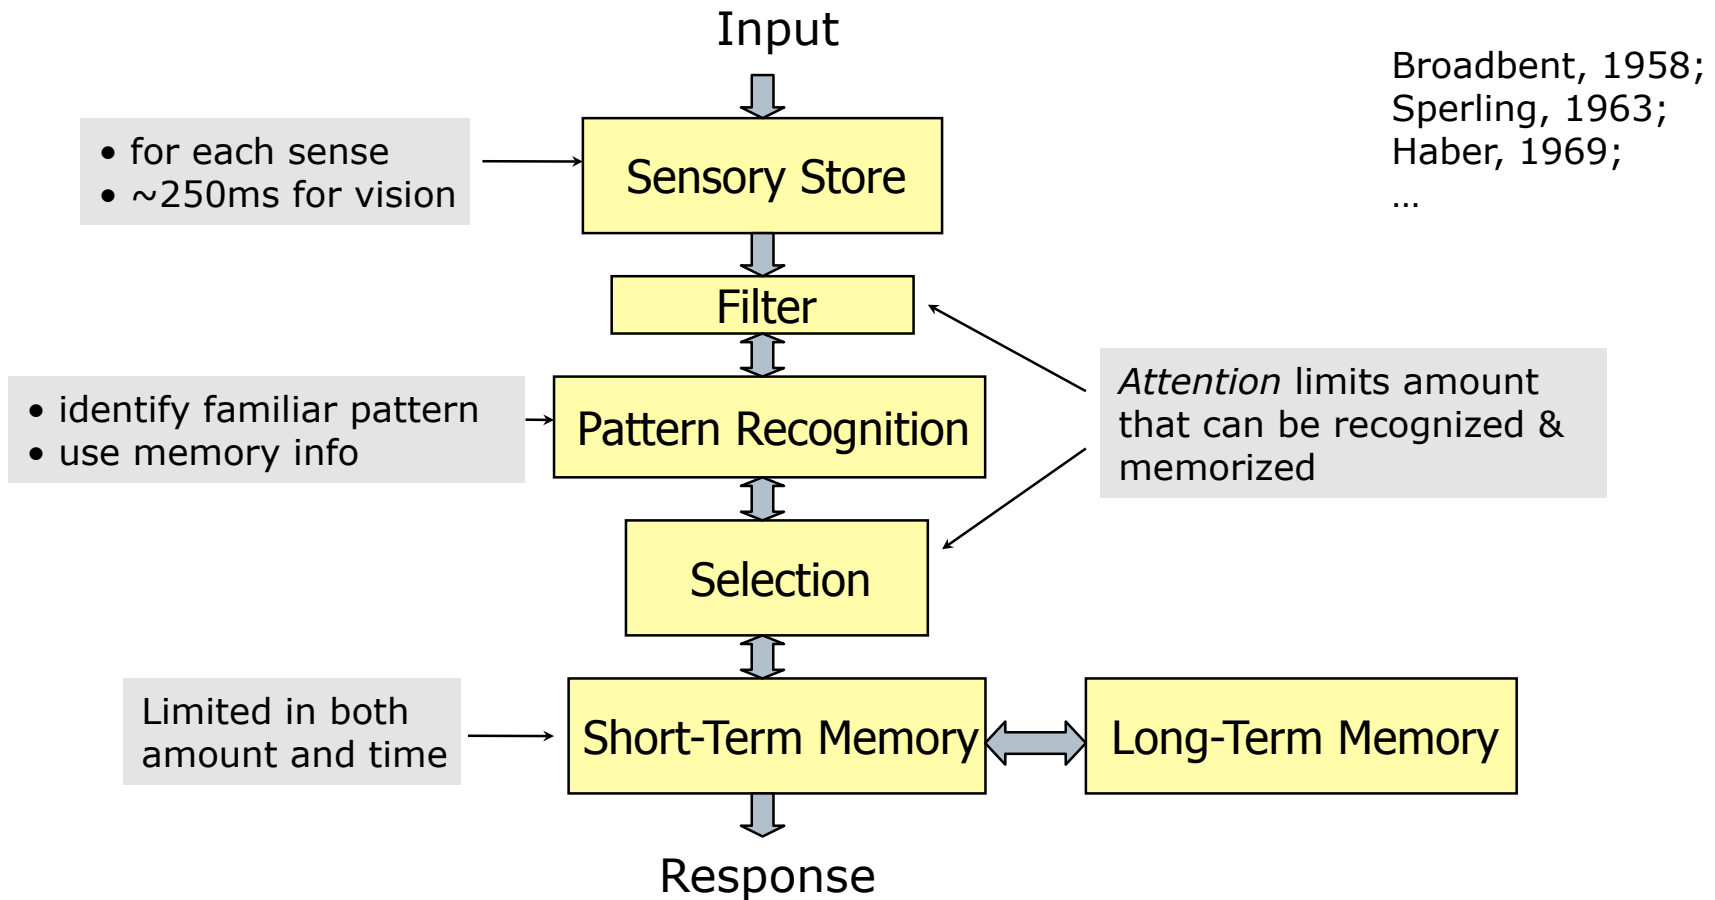 Input
Broadbent, 1958;
Sperling, 1963;
Haber, 1969;
...
• for each sense
• ~250ms for vision
Sensory Store
Filter
• identify familiar pattern
• use memory info
Pattern Recognition
Attention limits amount
that can be recognized &
memorized
Selection
Limited in both
amount and time
Short-Term Memory
Long-Term Memory
Response